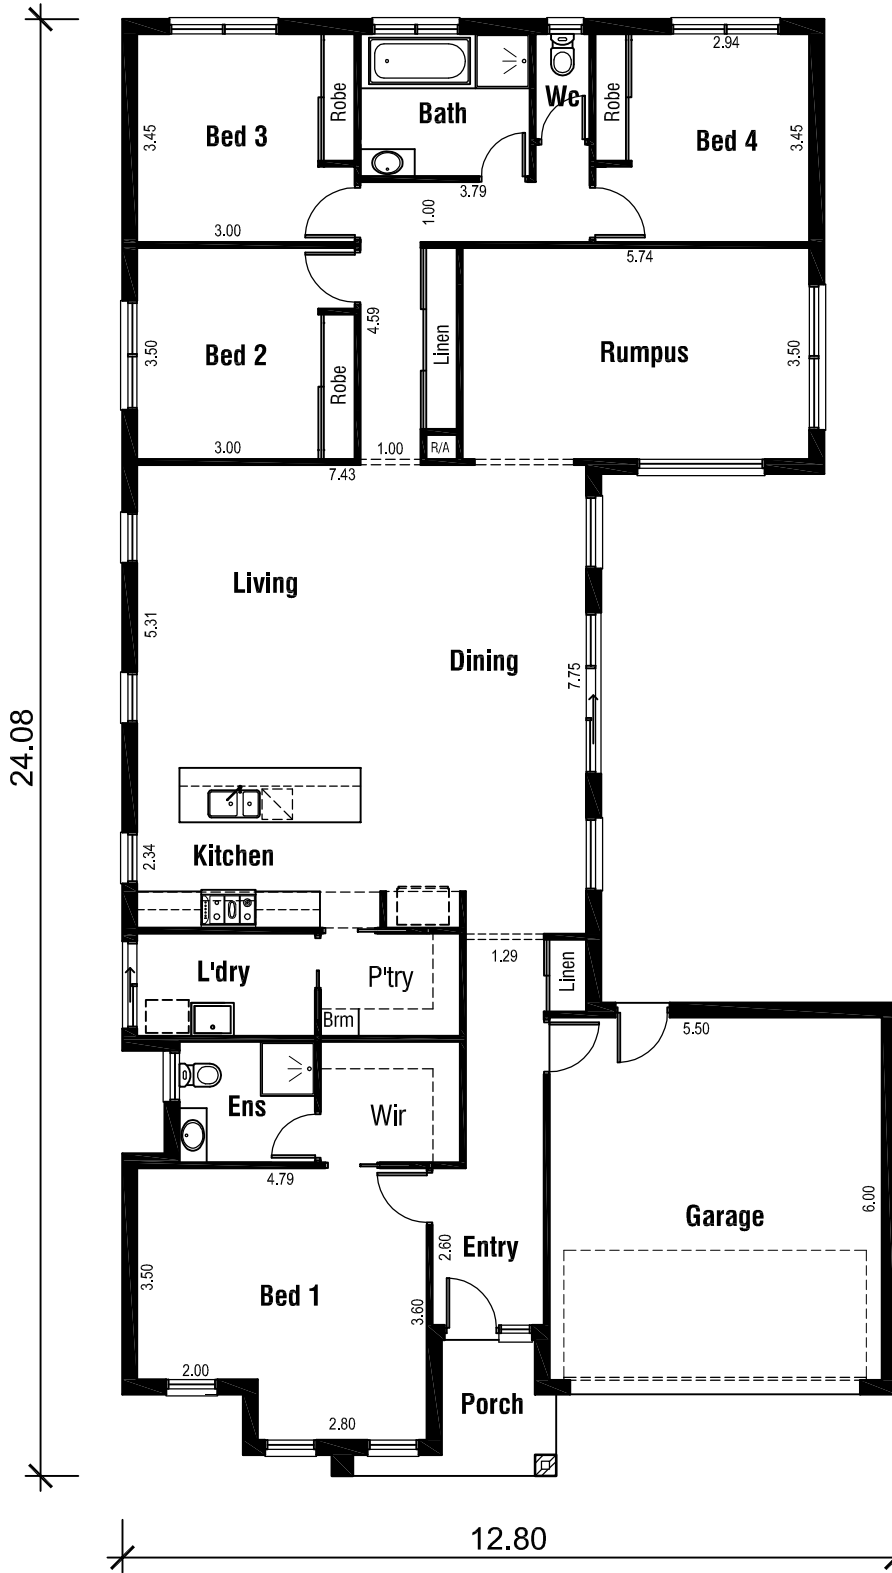 2.94
Robe
Bath
Wc
Robe
Bed 3
3.45
Bed 4
3.45
3.79
1.00
3.00
5.74
4.59
Linen
3.50
Bed 2
Rumpus
3.50
Robe
3.00
1.00
R/A
7.43
Living
5.31
Dining
7.75
24.08
2.34
Kitchen
1.29
L'dry
P'try
Linen
Brm
5.50
Ens
Wir
4.79
6.00
Garage
2.60
Entry
3.50
Bed 1
3.60
2.00
Porch
2.80
12.80